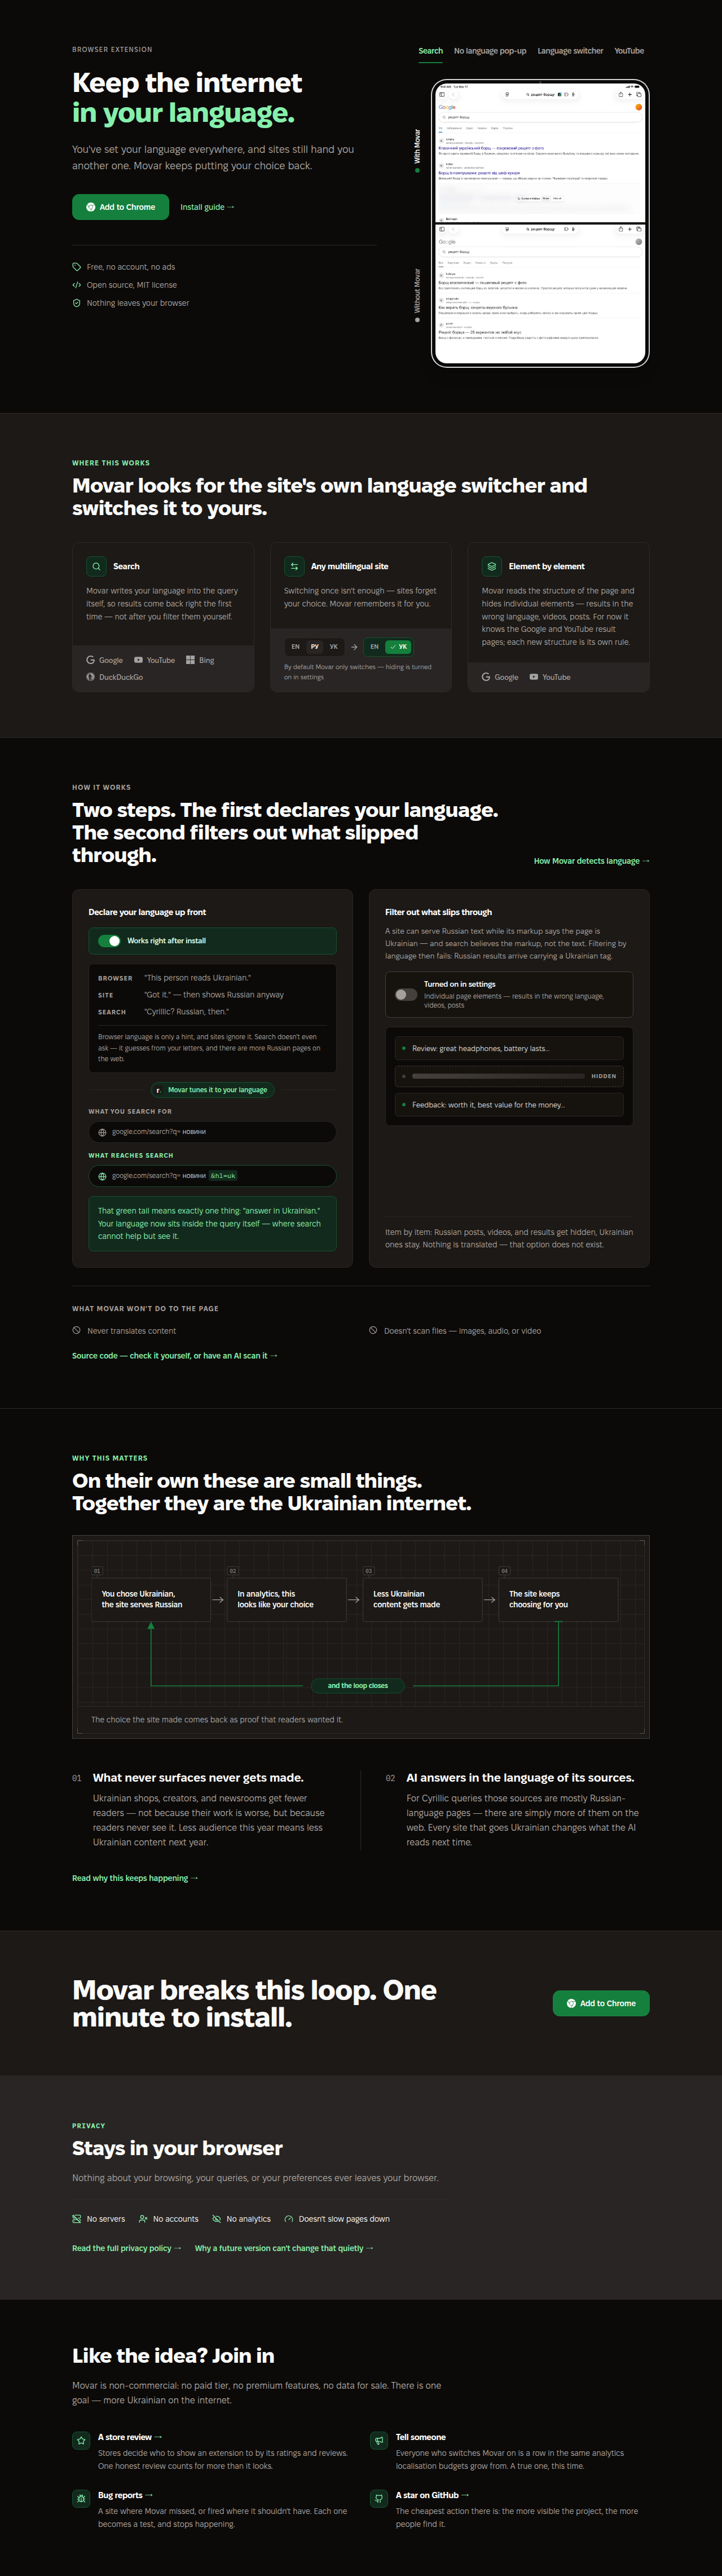 BROWSER EXTENSION
Keep the internet
in your language.
You've set your language everywhere, and sites still hand you
another one. Movar keeps putting your choice back.
Add to Chrome
Install guide →
Free, no account, no ads
Open source, MIT license
Nothing leaves your browser
Search
No language pop-up
Language switcher
YouTube
With Movar
Without Movar
Google
Google
WHERE THIS WORKS
Movar looks for the site's own language switcher and
switches it to yours.
Search
Movar writes your language into the query
itself, so results come back right the first
time — not after you filter them yourself.
Google
YouTube
Bing
DuckDuckGo
Any multilingual site
Switching once isn't enough — sites forget
your choice. Movar remembers it for you.
EN РУ УК → EN ✓ УК
By default Movar only switches — hiding is turned
on in settings
Element by element
Movar reads the structure of the page and
hides individual elements — results in the
wrong language, videos, posts. For now it
knows the Google and YouTube result
pages; each new structure is its own rule.
Google
YouTube
HOW IT WORKS
Two steps. The first declares your language.
The second filters out what slipped
through.
How Movar detects language →
Declare your language up front
Works right after install
BROWSER "This person reads Ukrainian."
SITE "Got it." — then shows Russian anyway
SEARCH "Cyrillic? Russian, then."
Browser language is only a hint, and sites ignore it. Search doesn't even
ask — it guesses from your letters, and there are more Russian pages on
the web.
Movar tunes it to your language
WHAT YOU SEARCH FOR
google.com/search?q= новини
WHAT REACHES SEARCH
google.com/search?q= новини &hl=uk
That green tail means exactly one thing: "answer in Ukrainian."
Your language now sits inside the query itself — where search
cannot help but see it.
Filter out what slips through
A site can serve Russian text while its markup says the page is
Ukrainian — and search believes the markup, not the text. Filtering by
language then fails: Russian results arrive carrying a Ukrainian tag.
Turned on in settings
Individual page elements — results in the wrong language,
videos, posts
Review: great headphones, battery lasts...
HIDDEN
Feedback: worth it, best value for the money...
Item by item: Russian posts, videos, and results get hidden, Ukrainian
ones stay. Nothing is translated — that option does not exist.
WHAT MOVAR WON'T DO TO THE PAGE
Never translates content
Doesn't scan files — images, audio, or video
Source code — check it yourself, or have an AI scan it →
WHY THIS MATTERS
On their own these are small things.
Together they are the Ukrainian internet.
01
You chose Ukrainian,
the site serves Russian
02
In analytics, this
looks like your choice
03
Less Ukrainian
content gets made
04
The site keeps
choosing for you
and the loop closes
The choice the site made comes back as proof that readers wanted it.
01 What never surfaces never gets made.
Ukrainian shops, creators, and newsrooms get fewer
readers — not because their work is worse, but because
readers never see it. Less audience this year means less
Ukrainian content next year.
02 AI answers in the language of its sources.
For Cyrillic queries those sources are mostly Russian-
language pages — there are simply more of them on the
web. Every site that goes Ukrainian changes what the AI
reads next time.
Read why this keeps happening →
Movar breaks this loop. One
minute to install.
Add to Chrome
PRIVACY
Stays in your browser
Nothing about your browsing, your queries, or your preferences ever leaves your browser.
No servers
No accounts
No analytics
Doesn't slow pages down
Read the full privacy policy →
Why a future version can't change that quietly →
Like the idea? Join in
Movar is non-commercial: no paid tier, no premium features, no data for sale. There is one
goal — more Ukrainian on the internet.
A store review →
Stores decide who to show an extension to by its ratings and reviews.
One honest review counts for more than it looks.
Tell someone
Everyone who switches Movar on is a row in the same analytics
localisation budgets grow from. A true one, this time.
Bug reports →
A site where Movar missed, or fired where it shouldn't have. Each one
becomes a test, and stops happening.
A star on GitHub →
The cheapest action there is: the more visible the project, the more
people find it.